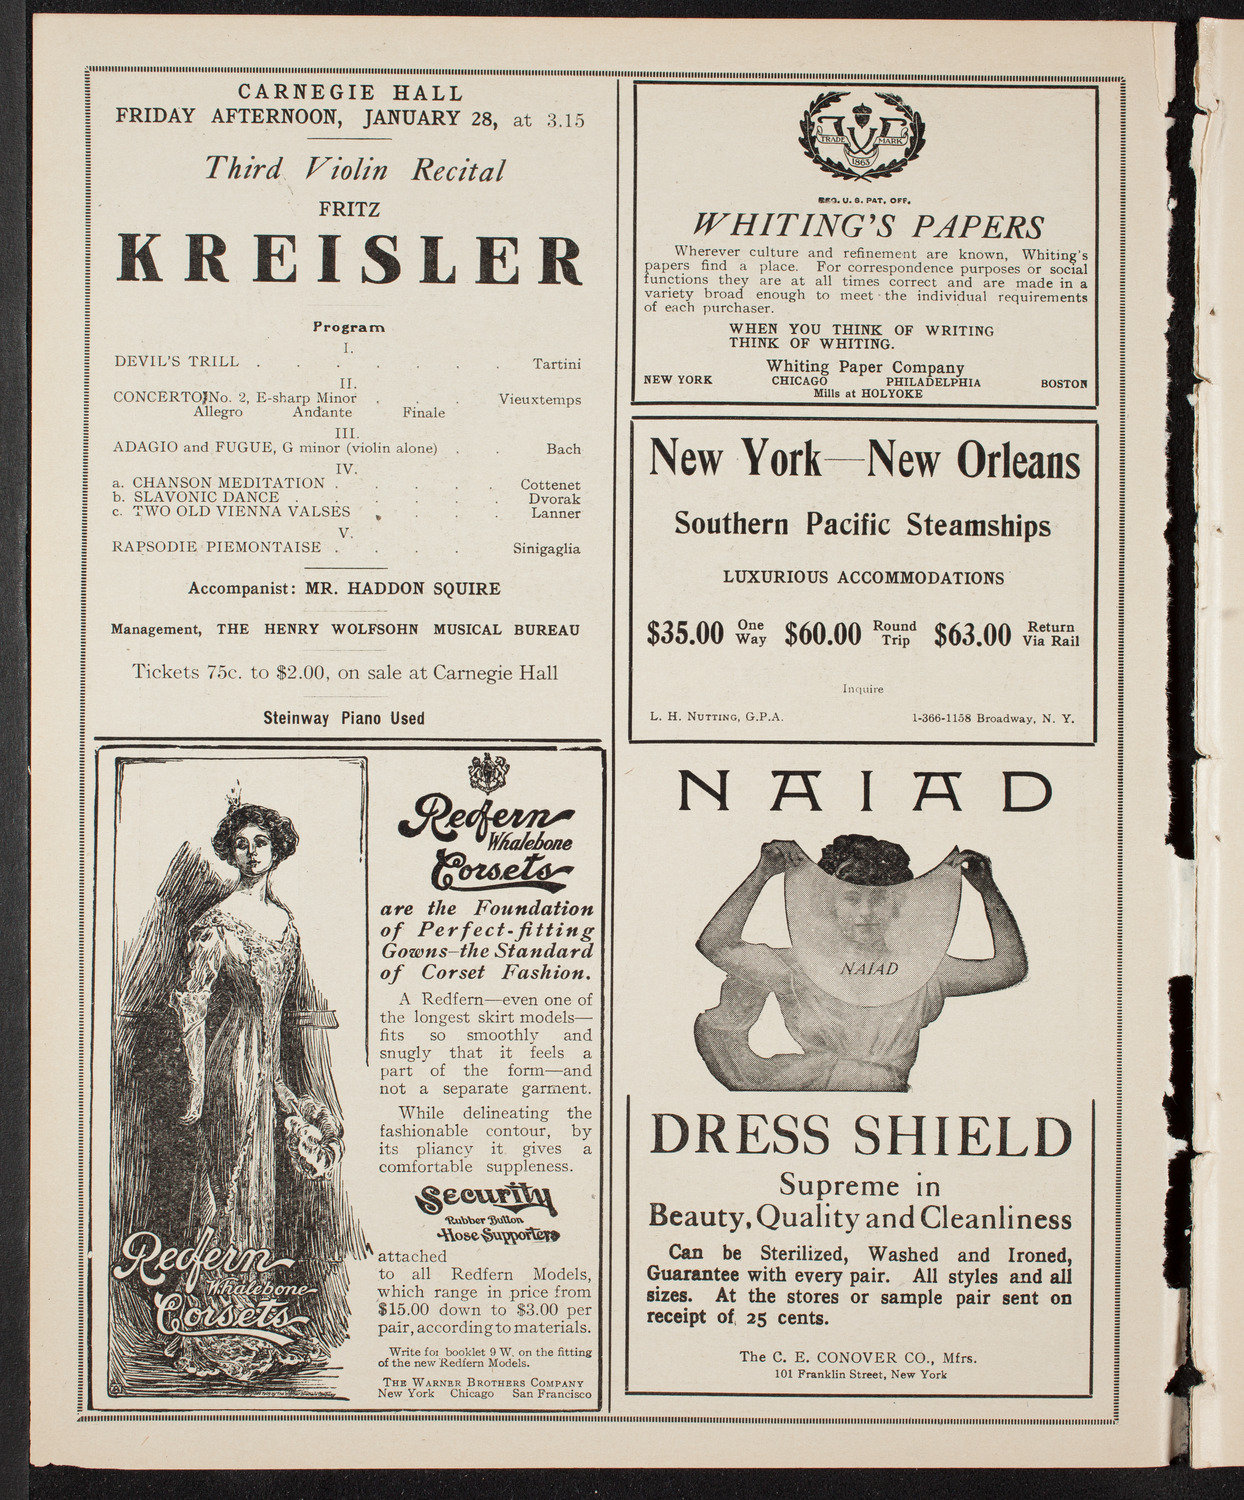 CARNEGIE HALL
FRIDAY AFTERNOON, JANUARY 28, at 3.15
Third Violin Recital
FRITZ
KREISLER
Program
I.
DEVIL'S TRILL . . . . . . Tartini
II.
CONCERTO No. 2, E-sharp Minor . . . Vieuxtemps
Allegro Andante Finale
III.
ADAGIO and FUGUE, G minor (violin alone) . . Bach
IV.
a. CHANSON MEDITATION . . . . . Cottenet
b. SLAVONIC DANCE . . . . . . Dvorak
c. TWO OLD VIENNA VALSES . . . . Lanner
V.
RAPSODIE PIEMONTAISE . . . . Sinigaglia
Accompanist: MR. HADDON SQUIRE
Management, THE HENRY WOLFSOHN MUSICAL BUREAU
Tickets 75c. to $2.00, on sale at Carnegie Hall
Steinway Piano Used
Redfern
Whalebone
Corsets
are the Foundation
of Perfect-fitting
Gowns—the Standard
of Corset Fashion.
A Redfern—even one of
the longest skirt models—
fits so smoothly and
snugly that it feels a
part of the form—and
not a separate garment.
While delineating the
fashionable contour, by
its pliancy it gives a
comfortable suppleness.
Security
Rubber Button
Hose Supporters
attached
to all Redfern Models,
which range in price from
$15.00 down to $3.00 per
pair, according to materials.
Write for booklet 9 W. on the fitting
of the new Redfern Models.
THE WARNER BROTHERS COMPANY
New York Chicago San Francisco
Redfern
Whalebone
Corsets
TRADE MARK
1863
REG. U. S. PAT. OFF.
WHITING'S PAPERS
Wherever culture and refinement are known, Whiting's
papers find a place. For correspondence purposes or social
functions they are at all times correct and are made in a
variety broad enough to meet the individual requirements
of each purchaser.
WHEN YOU THINK OF WRITING
THINK OF WHITING.
Whiting Paper Company
NEW YORK CHICAGO PHILADELPHIA BOSTON
Mills at HOLYOKE
New York—New Orleans
Southern Pacific Steamships
LUXURIOUS ACCOMMODATIONS
$35.00 One Way $60.00 Round Trip $63.00 Return Via Rail
Inquire
L. H. NUTTING, G.P.A. 1-366-1158 Broadway, N. Y.
NAIAD
NAIAD
DRESS SHIELD
Supreme in
Beauty, Quality and Cleanliness
Can be Sterilized, Washed and Ironed,
Guarantee with every pair. All styles and all
sizes. At the stores or sample pair sent on
receipt of 25 cents.
The C. E. CONOVER CO., Mfrs.
101 Franklin Street, New York